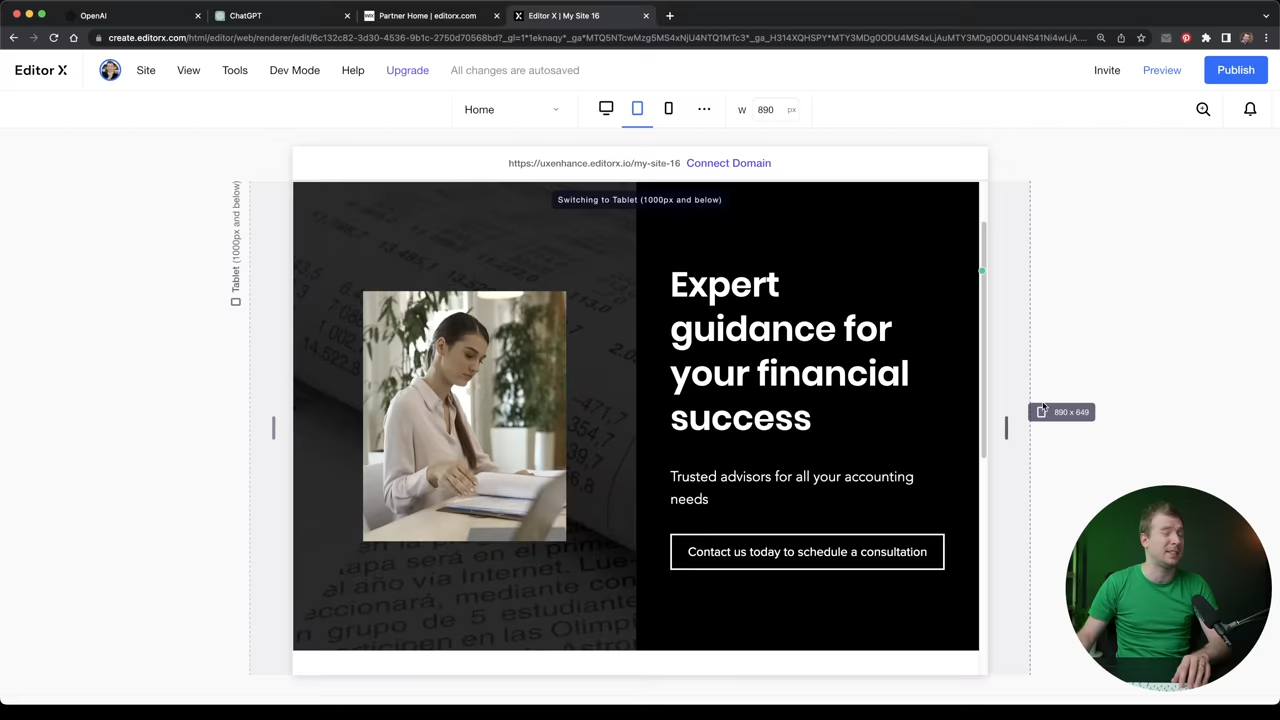 OpenAI
ChatGPT
Partner Home | editorx.com
Editor X | My Site 16
create.editorx.com/html/editor/web/renderer/edit/6c132c82-3d30-4536-9b1c-2750d70568bd?_gl=1*1eknaqy*_ga*MTQ5NTcwMzg5MS4xNjU4NTQ1MTc3*_ga_H314XQHSPY*MTY3MDg0ODU4MS4xLjAuMTY3MDg0ODU4MS41Ni4wLjA...
Editor X
Site
View
Tools
Dev Mode
Help
Upgrade
All changes are autosaved
Invite
Preview
Publish
Home
W 890 px
https://uxenhance.editorx.io/my-site-16 Connect Domain
Switching to Tablet (1000px and below)
Tablet (1000px and below)
Expert
guidance for
your financial
success
Trusted advisors for all your accounting
needs
Contact us today to schedule a consultation
890 x 649